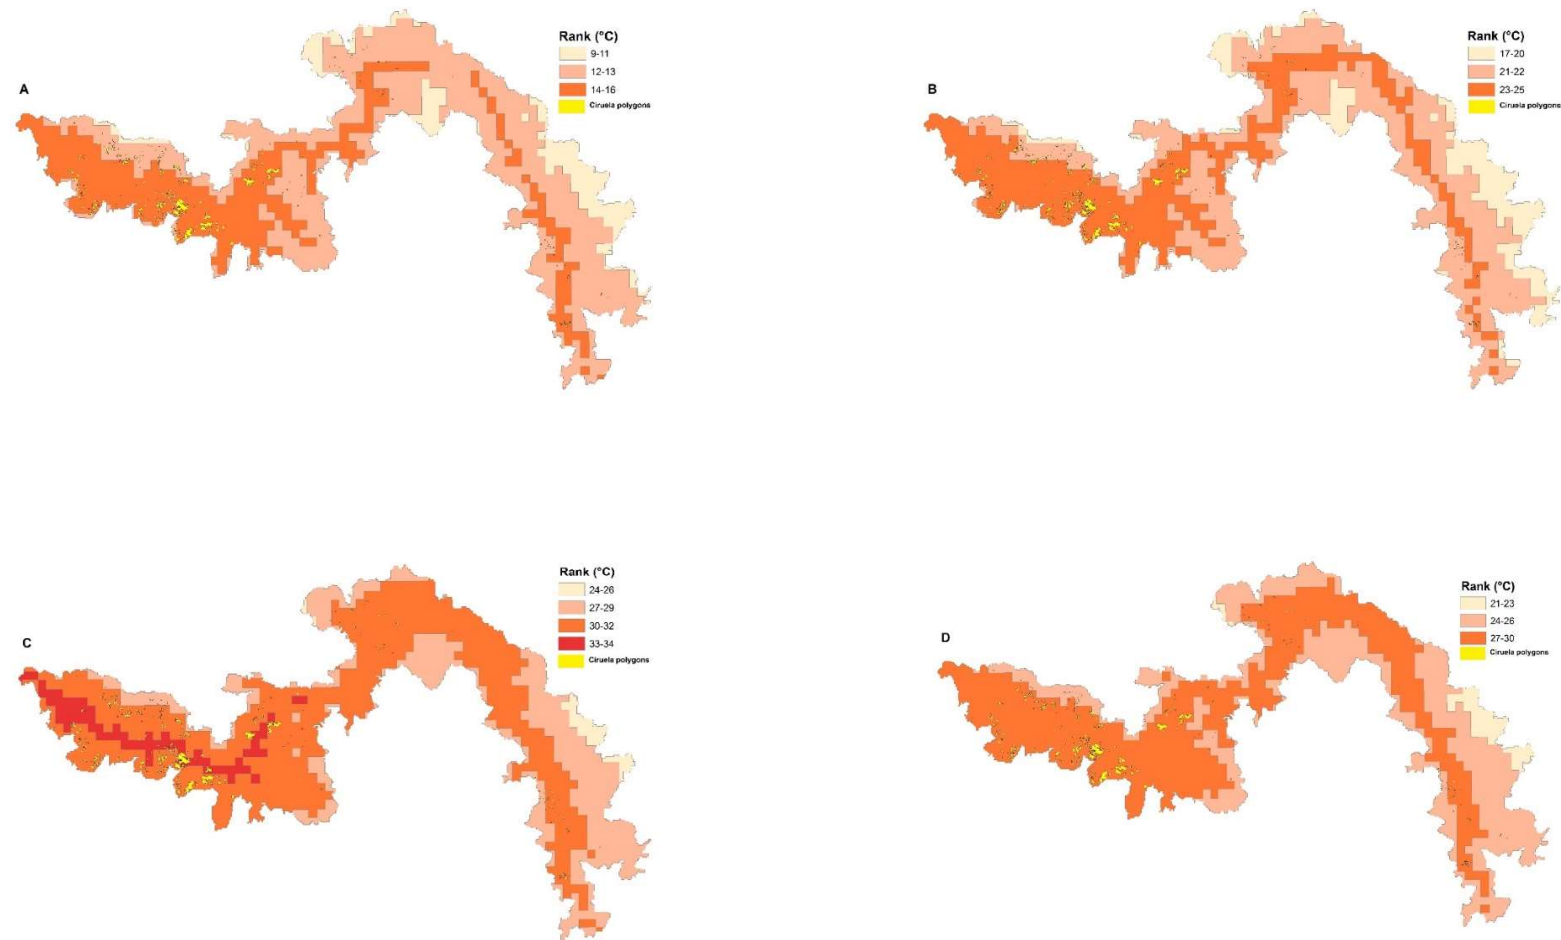 Rank (°C)
9-11
12-13
14-16
Ciruela polygons
A
Rank (°C)
17-20
21-22
23-25
Ciruela polygons
B
Rank (°C)
24-26
27-29
30-32
33-34
Ciruela polygons
C
Rank (°C)
21-23
24-26
27-30
Ciruela polygons
D